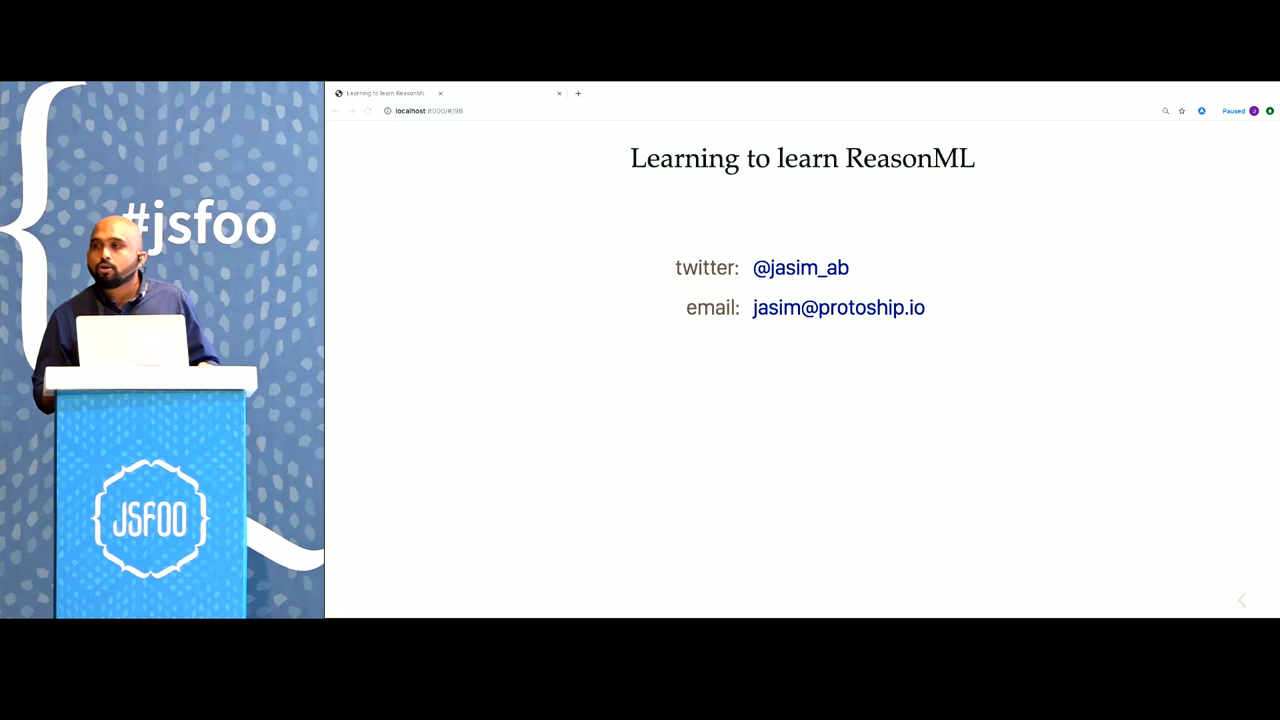 #jsfoo
JSFOO
Learning to learn ReasonML
localhost:8000/#/98
Paused
J
Learning to learn ReasonML
twitter: @jasim_ab
email: jasim@protoship.io